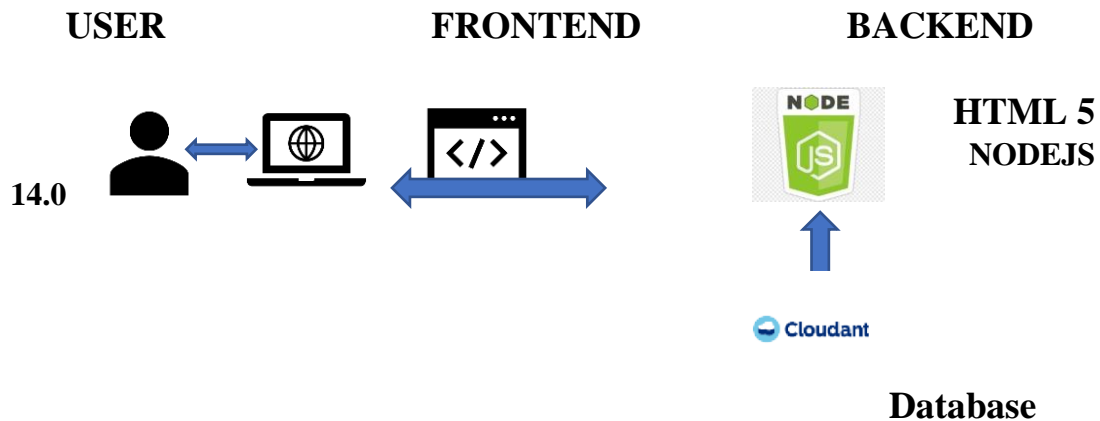 USER FRONTEND BACKEND
NODE
JS
HTML 5
NODEJS
</>
14.0
Cloudant
Database